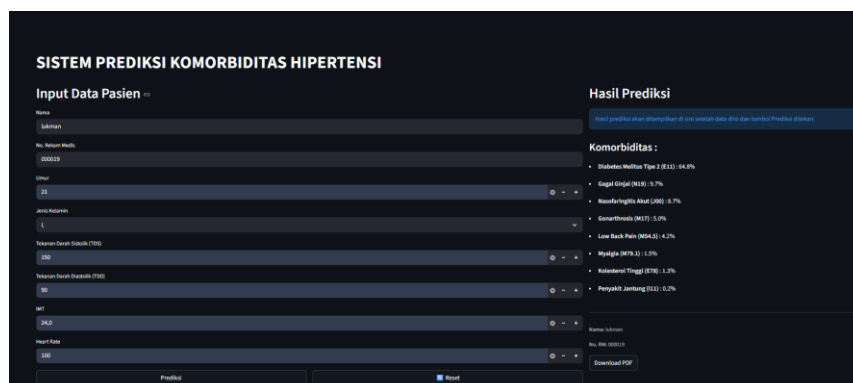 SISTEM PREDIKSI KOMORBIDITAS HIPERTENSI
Input Data Pasien
Nama
lukman
No. Rekam Medis
000019
Umur
21
Jenis Kelamin
L
Tekanan Darah Sistolik (TDS)
150
Tekanan Darah Diastolik (TDD)
90
IMT
24,0
Heart Rate
100
Prediksi
Reset
Hasil Prediksi
Hasil prediksi akan ditampilkan di sini setelah data diisi dan tombol Prediksi ditekan.
Komorbiditas :
Diabetes Melitus Tipe 2 (E11) : 64.8%
Gagal Ginjal (N19) : 9.7%
Nasofaringitis Akut (J00) : 8.7%
Gonarthrosis (M17) : 5.0%
Low Back Pain (M54.5) : 4.2%
Myalgia (M79.1) : 1.5%
Kolesterol Tinggi (E78) : 1.3%
Penyakit Jantung (I11) : 0.2%
Nama: lukman
No. RM: 000019
Download PDF